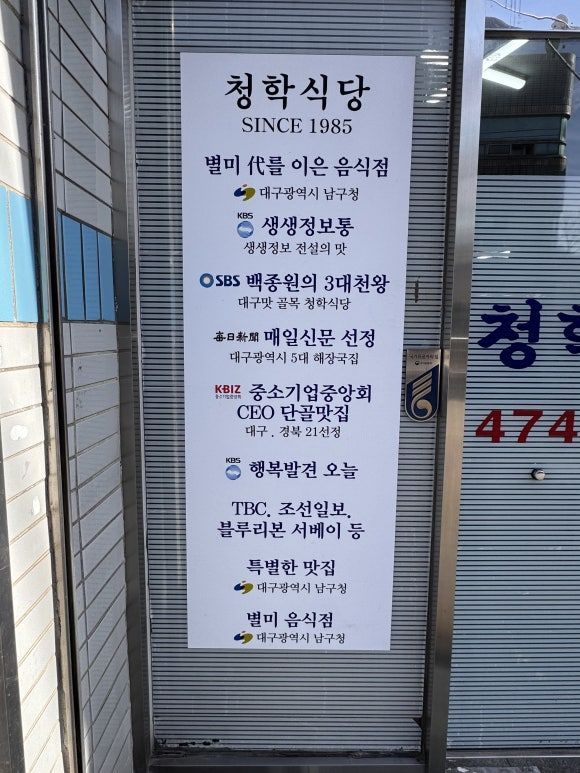 청학식당
SINCE 1985
별미 代를 이은 음식점
대구광역시 남구청
KBS 생생정보통
생생정보 전설의 맛
SBS 백종원의 3대천왕
대구맛 골목 청학식당
每日新聞 매일신문 선정
대구광역시 5대 해장국집
K-BIZ 중소기업중앙회
중소기업중앙회
CEO 단골맛집
대구 . 경북 21선정
KBS 행복발견 오늘
TBC. 조선일보.
블루리본 서베이 등
특별한 맛집
대구광역시 남구청
별미 음식점
대구광역시 남구청
청
474